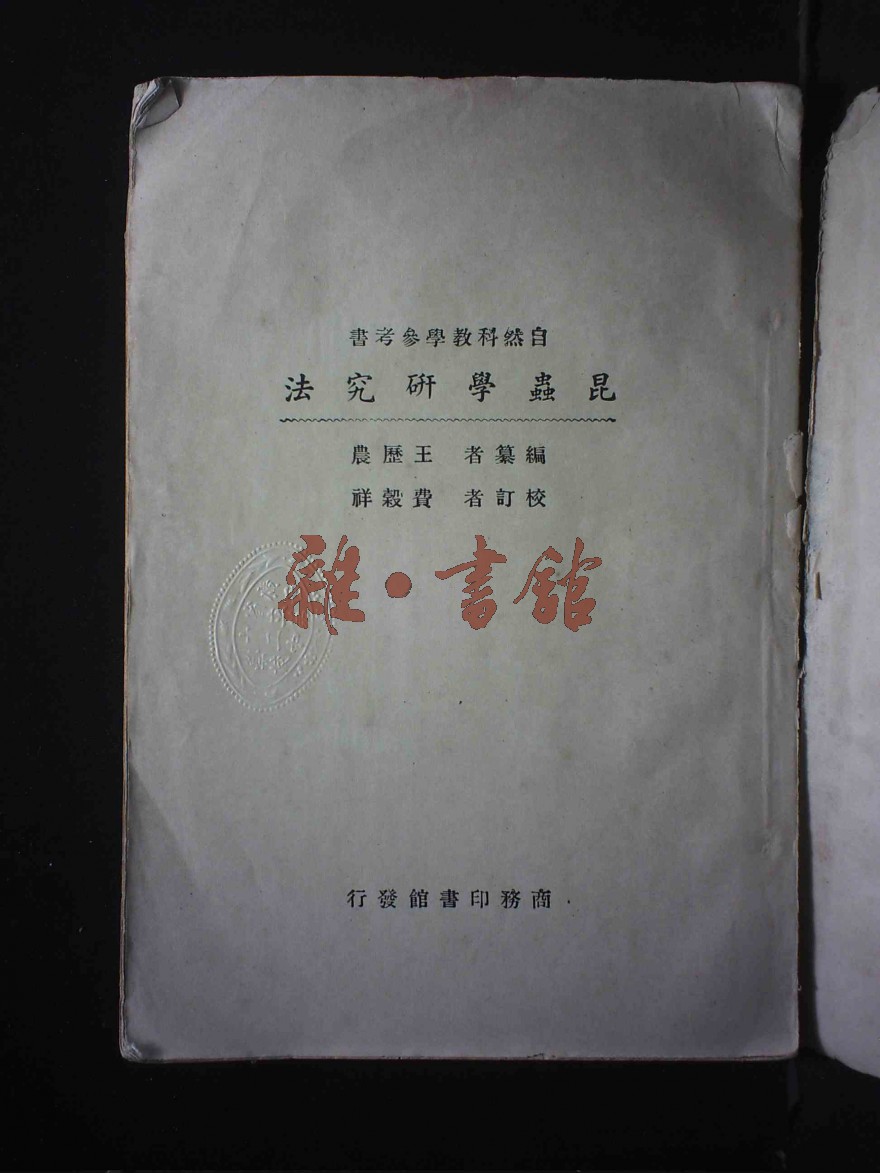 自然科教學參考書
昆蟲學研究法
編纂者 王歷農
校訂者 費穀祥
雜·書館
商務印書館發行